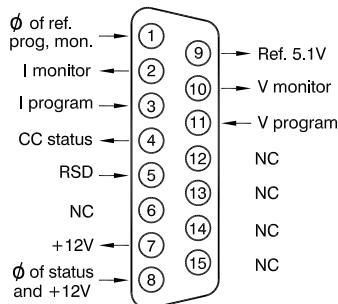 ϕ of ref.
prog, mon.
1
I monitor
2
I program
3
CC status
4
RSD
5
NC
6
+12V
7
ϕ of status
and +12V
8
9
Ref. 5.1V
10
V monitor
11
V program
12
NC
13
NC
14
NC
15
NC